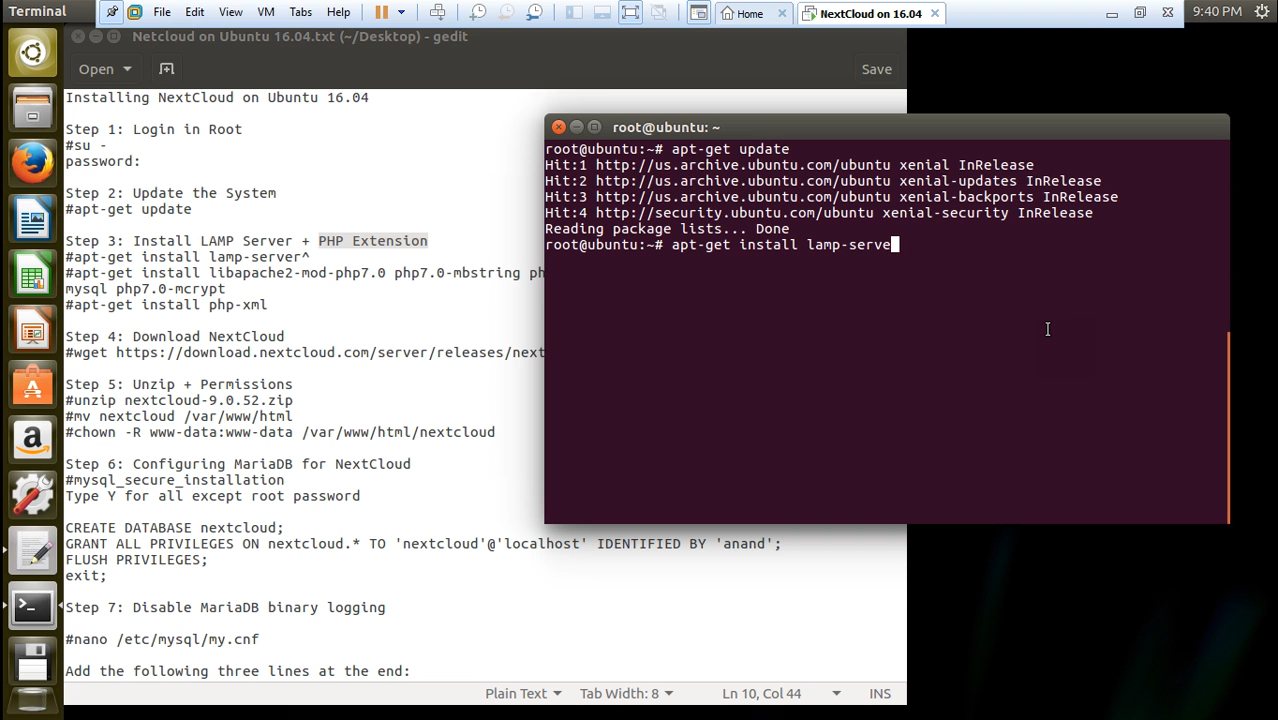 Terminal
File Edit View VM Tabs Help
Home
NextCloud on 16.04
9:40 PM
Netcloud on Ubuntu 16.04.txt (~/Desktop) - gedit
Open
Save
Installing NextCloud on Ubuntu 16.04
Step 1: Login in Root
#su -
password:
Step 2: Update the System
#apt-get update
Step 3: Install LAMP Server + PHP Extension
#apt-get install lamp-server^
#apt-get install libapache2-mod-php7.0 php7.0-mbstring ph
mysql php7.0-mcrypt
#apt-get install php-xml
Step 4: Download NextCloud
#wget https://download.nextcloud.com/server/releases/next
Step 5: Unzip + Permissions
#unzip nextcloud-9.0.52.zip
#mv nextcloud /var/www/html
#chown -R www-data:www-data /var/www/html/nextcloud
Step 6: Configuring MariaDB for NextCloud
#mysql_secure_installation
Type Y for all except root password
CREATE DATABASE nextcloud;
GRANT ALL PRIVILEGES ON nextcloud.* TO 'nextcloud'@'localhost' IDENTIFIED BY 'anand';
FLUSH PRIVILEGES;
exit;
Step 7: Disable MariaDB binary logging
#nano /etc/mysql/my.cnf
Add the following three lines at the end:
Plain Text Tab Width: 8 Ln 10, Col 44 INS
root@ubuntu: ~
root@ubuntu:~# apt-get update
Hit:1 http://us.archive.ubuntu.com/ubuntu xenial InRelease
Hit:2 http://us.archive.ubuntu.com/ubuntu xenial-updates InRelease
Hit:3 http://us.archive.ubuntu.com/ubuntu xenial-backports InRelease
Hit:4 http://security.ubuntu.com/ubuntu xenial-security InRelease
Reading package lists... Done
root@ubuntu:~# apt-get install lamp-serve